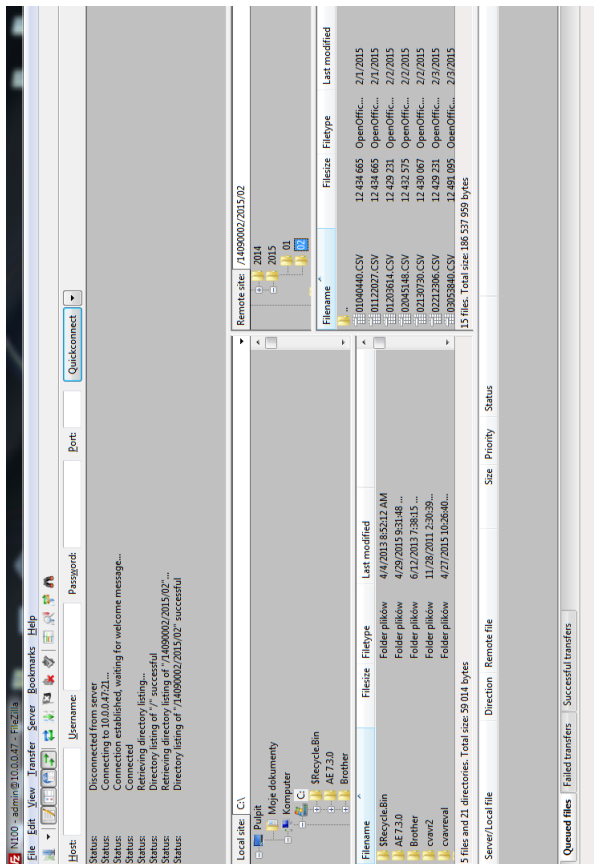 N100 - admin@10.0.0.47 - FileZilla
File Edit View Transfer Server Bookmarks Help
Host: Username: Password: Port: Quickconnect
Status: Disconnected from server
Status: Connecting to 10.0.0.47:21...
Status: Connection established, waiting for welcome message...
Status: Connected
Status: Retrieving directory listing...
Status: Directory listing of "/" successful
Status: Retrieving directory listing of "/14090002/2015/02"...
Status: Directory listing of "/14090002/2015/02" successful
Local site: C:\
Pulpit
Moje dokumenty
Komputer
C:
$Recycle.Bin
AE 7.3.0
Brother
Filename Filesize Filetype Last modified
$Recycle.Bin Folder plików 4/4/2013 8:52:12 AM
AE 7.3.0 Folder plików 4/29/2015 9:31:48 ...
Brother Folder plików 6/12/2013 7:38:15 ...
cvavr2 Folder plików 11/28/2011 2:30:39...
cvavreval Folder plików 4/27/2015 10:26:40...
5 files and 21 directories. Total size: 59 014 bytes
Remote site: /14090002/2015/02
2014
2015
01
02
Filename Filesize Filetype Last modified
..
01040440.CSV 12 434 665 OpenOffic... 2/1/2015
01122027.CSV 12 434 665 OpenOffic... 2/1/2015
01203614.CSV 12 429 231 OpenOffic... 2/2/2015
02045148.CSV 12 432 575 OpenOffic... 2/2/2015
02130730.CSV 12 430 067 OpenOffic... 2/2/2015
02212306.CSV 12 429 231 OpenOffic... 2/3/2015
03053840.CSV 12 491 095 OpenOffic... 2/3/2015
15 files. Total size: 186 537 959 bytes
Server/Local file Direction Remote file Size Priority Status
Queued files Failed transfers Successful transfers